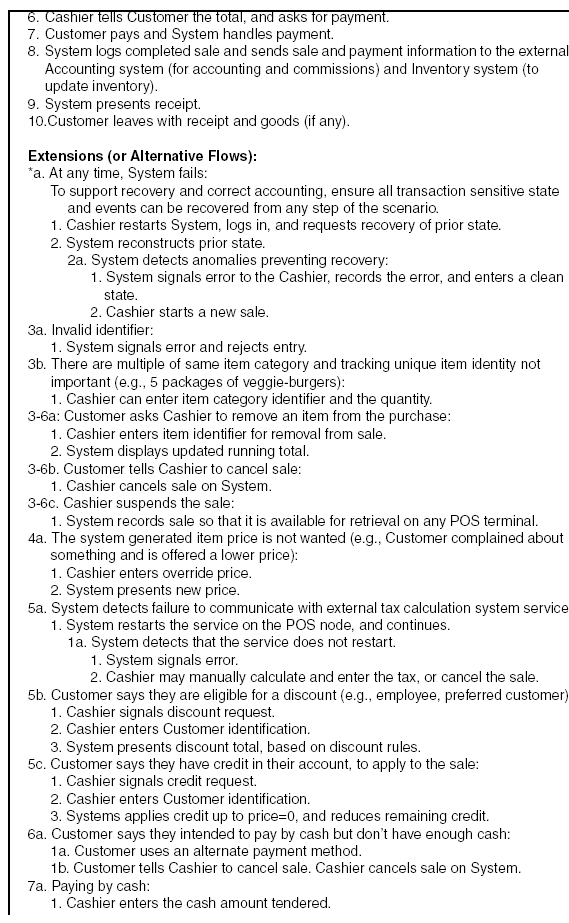 6. Cashier tells Customer the total, and asks for payment.
7. Customer pays and System handles payment.
8. System logs completed sale and sends sale and payment information to the external
Accounting system (for accounting and commissions) and Inventory system (to
update inventory).
9. System presents receipt.
10.Customer leaves with receipt and goods (if any).
Extensions (or Alternative Flows):
*a. At any time, System fails:
To support recovery and correct accounting, ensure all transaction sensitive state
and events can be recovered from any step of the scenario.
1. Cashier restarts System, logs in, and requests recovery of prior state.
2. System reconstructs prior state.
2a. System detects anomalies preventing recovery:
1. System signals error to the Cashier, records the error, and enters a clean
state.
2. Cashier starts a new sale.
3a. Invalid identifier:
1. System signals error and rejects entry.
3b. There are multiple of same item category and tracking unique item identity not
important (e.g., 5 packages of veggie-burgers):
1. Cashier can enter item category identifier and the quantity.
3-6a: Customer asks Cashier to remove an item from the purchase:
1. Cashier enters item identifier for removal from sale.
2. System displays updated running total.
3-6b. Customer tells Cashier to cancel sale:
1. Cashier cancels sale on System.
3-6c. Cashier suspends the sale:
1. System records sale so that it is available for retrieval on any POS terminal.
4a. The system generated item price is not wanted (e.g., Customer complained about
something and is offered a lower price):
1. Cashier enters override price.
2. System presents new price.
5a. System detects failure to communicate with external tax calculation system service
1. System restarts the service on the POS node, and continues.
1a. System detects that the service does not restart.
1. System signals error.
2. Cashier may manually calculate and enter the tax, or cancel the sale.
5b. Customer says they are eligible for a discount (e.g., employee, preferred customer)
1. Cashier signals discount request.
2. Cashier enters Customer identification.
3. System presents discount total, based on discount rules.
5c. Customer says they have credit in their account, to apply to the sale:
1. Cashier signals credit request.
2. Cashier enters Customer identification.
3. Systems applies credit up to price=0, and reduces remaining credit.
6a. Customer says they intended to pay by cash but don't have enough cash:
1a. Customer uses an alternate payment method.
1b. Customer tells Cashier to cancel sale. Cashier cancels sale on System.
7a. Paying by cash:
1. Cashier enters the cash amount tendered.